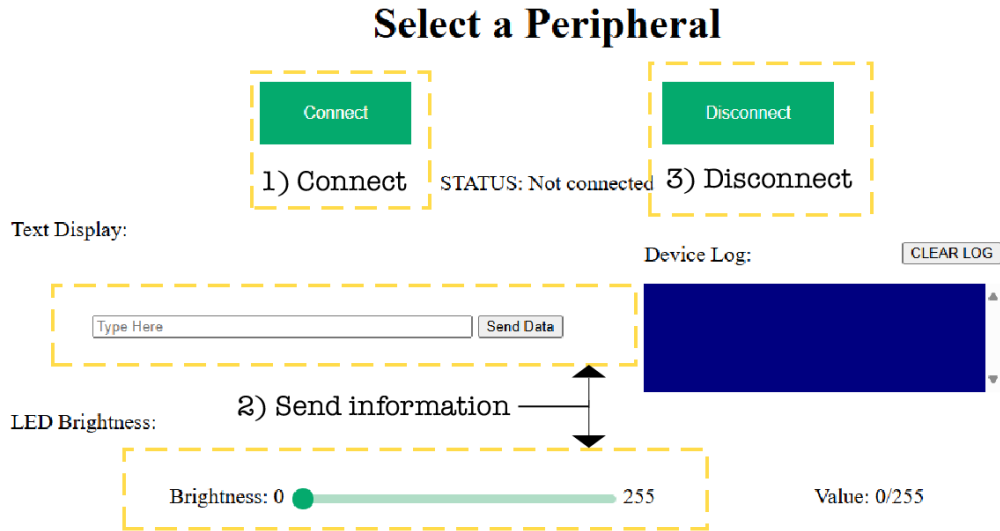 Select a Peripheral
Connect
Disconnect
1) Connect
STATUS: Not connected
3) Disconnect
Text Display:
Device Log:
CLEAR LOG
Type Here
Send Data
2) Send information
LED Brightness:
Brightness: 0
255
Value: 0/255